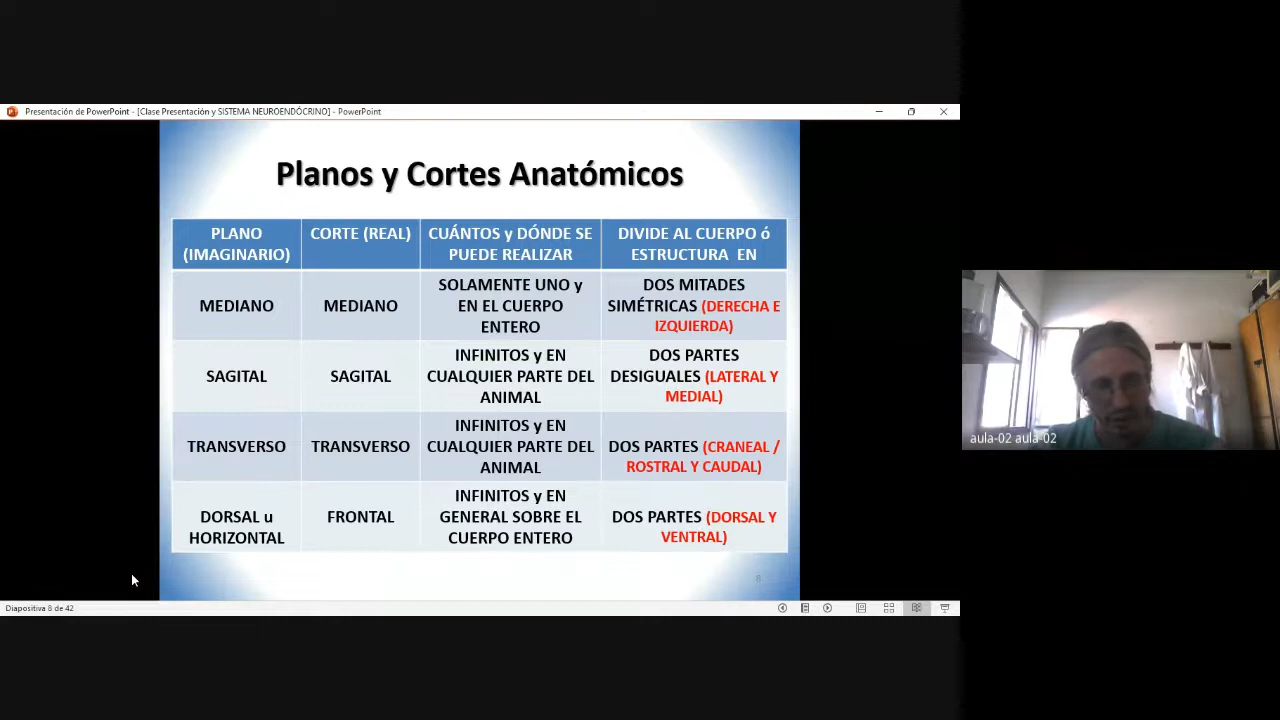 Presentación de PowerPoint - [Clase Presentación y SISTEMA NEUROENDÓCRINO] - PowerPoint
Planos y Cortes Anatómicos
PLANO
(IMAGINARIO)
CORTE (REAL)
CUÁNTOS y DÓNDE SE
PUEDE REALIZAR
DIVIDE AL CUERPO ó
ESTRUCTURA EN
MEDIANO
MEDIANO
SOLAMENTE UNO y
EN EL CUERPO
ENTERO
DOS MITADES
SIMÉTRICAS (DERECHA E
IZQUIERDA)
SAGITAL
SAGITAL
INFINITOS y EN
CUALQUIER PARTE DEL
ANIMAL
DOS PARTES
DESIGUALES (LATERAL Y
MEDIAL)
TRANSVERSO
TRANSVERSO
INFINITOS y EN
CUALQUIER PARTE DEL
ANIMAL
DOS PARTES (CRANEAL /
ROSTRAL Y CAUDAL)
DORSAL u
HORIZONTAL
FRONTAL
INFINITOS y EN
GENERAL SOBRE EL
CUERPO ENTERO
DOS PARTES (DORSAL Y
VENTRAL)
8
Diapositiva 8 de 42
aula-02 aula-02